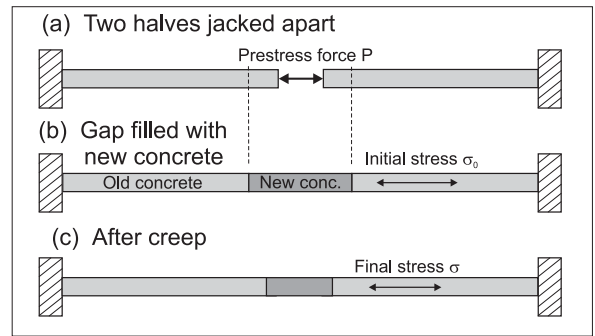 (a) Two halves jacked apart
Prestress force P
(b) Gap filled with
new concrete
Initial stress σ₀
Old concrete
New conc.
(c) After creep
Final stress σ